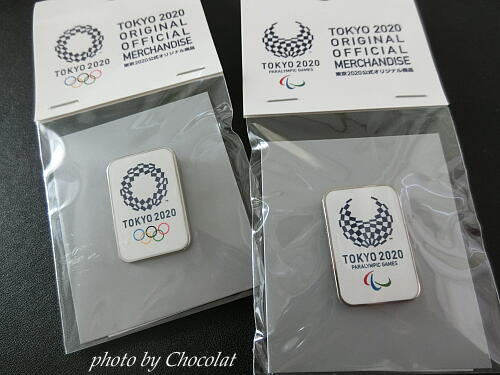 TOKYO 2020
ORIGINAL
OFFICIAL
MERCHANDISE
東京2020公式オリジナル商品
TOKYO 2020
TOKYO 2020
ORIGINAL
OFFICIAL
MERCHANDISE
東京2020公式オリジナル商品
TOKYO 2020
PARALYMPIC GAMES
TOKYO 2020
TOKYO 2020
PARALYMPIC GAMES
photo by Chocolat